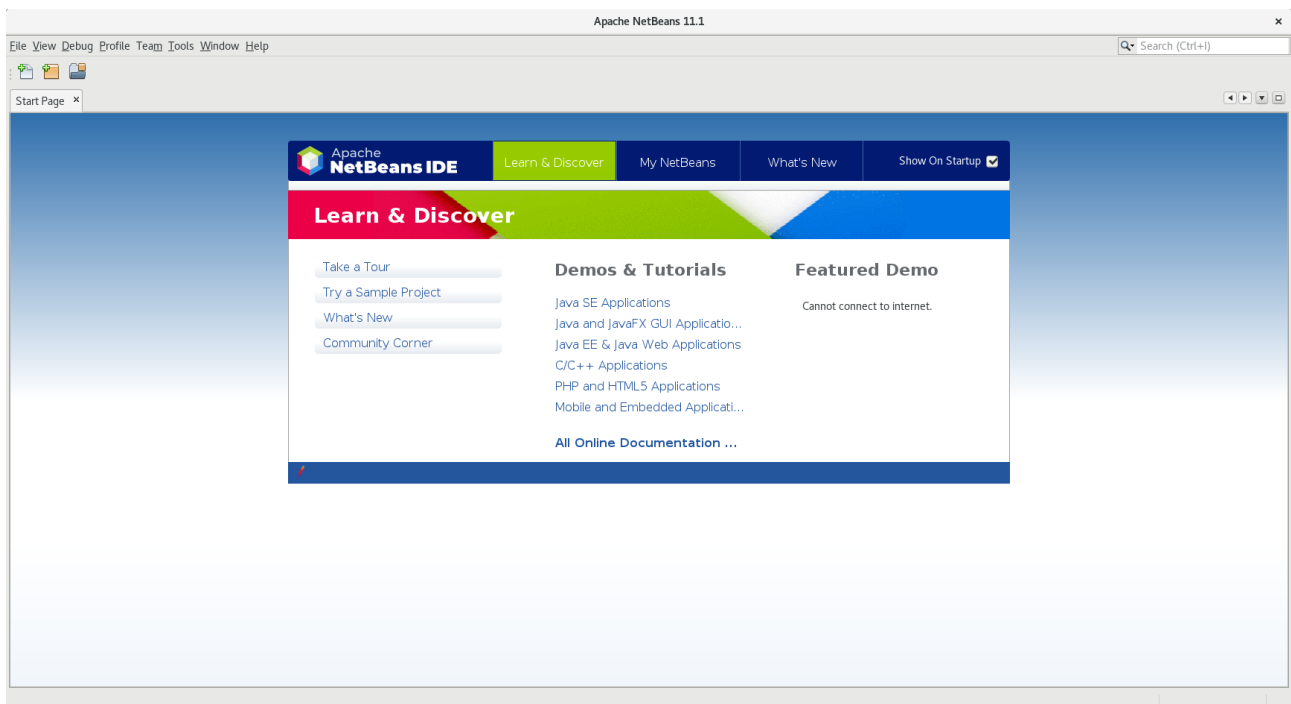 Apache NetBeans 11.1
File View Debug Profile Team Tools Window Help
Search (Ctrl+I)
Start Page
Apache
NetBeans IDE
Learn & Discover
My NetBeans
What's New
Show On Startup
Learn & Discover
Take a Tour
Try a Sample Project
What's New
Community Corner
Demos & Tutorials
Java SE Applications
Java and JavaFX GUI Applicatio...
Java EE & Java Web Applications
C/C++ Applications
PHP and HTML5 Applications
Mobile and Embedded Applicati...
All Online Documentation ...
Featured Demo
Cannot connect to internet.